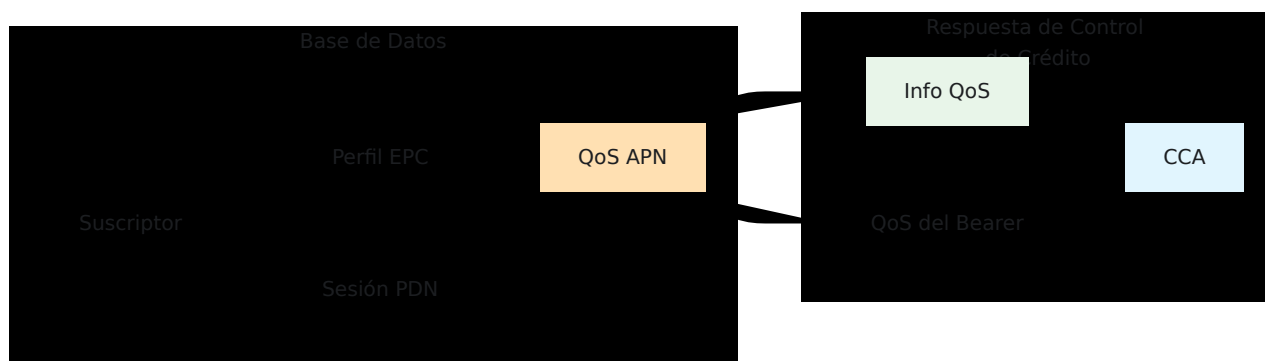 Base de Datos
Suscriptor
Perfil EPC
Sesión PDN
QoS APN
Respuesta de Control
de Crédito
Info QoS
QoS del Bearer
CCA